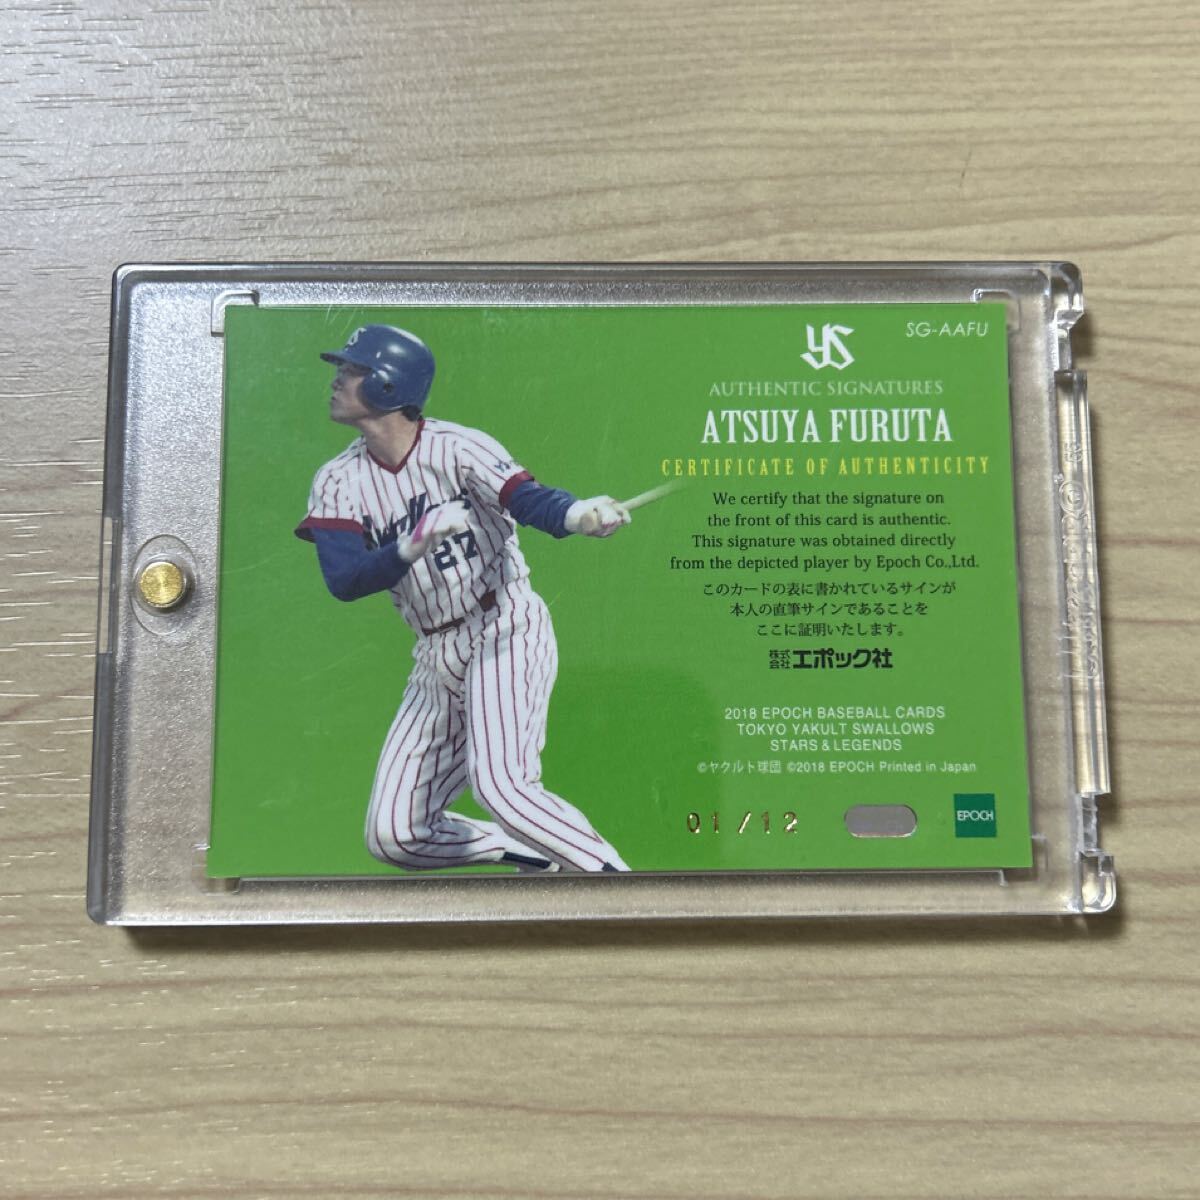 SG-AAFU
YS
AUTHENTIC SIGNATURES
ATSUYA FURUTA
CERTIFICATE OF AUTHENTICITY
We certify that the signature on
the front of this card is authentic.
This signature was obtained directly
from the depicted player by Epoch Co.,Ltd.
このカードの表に書かれているサインが
本人の直筆サインであることを
ここに証明いたします。
株式会社エポック社
2018 EPOCH BASEBALL CARDS
TOKYO YAKULT SWALLOWS
STARS & LEGENDS
©ヤクルト球団 ©2018 EPOCH Printed in Japan
01/12
EPOCH
27